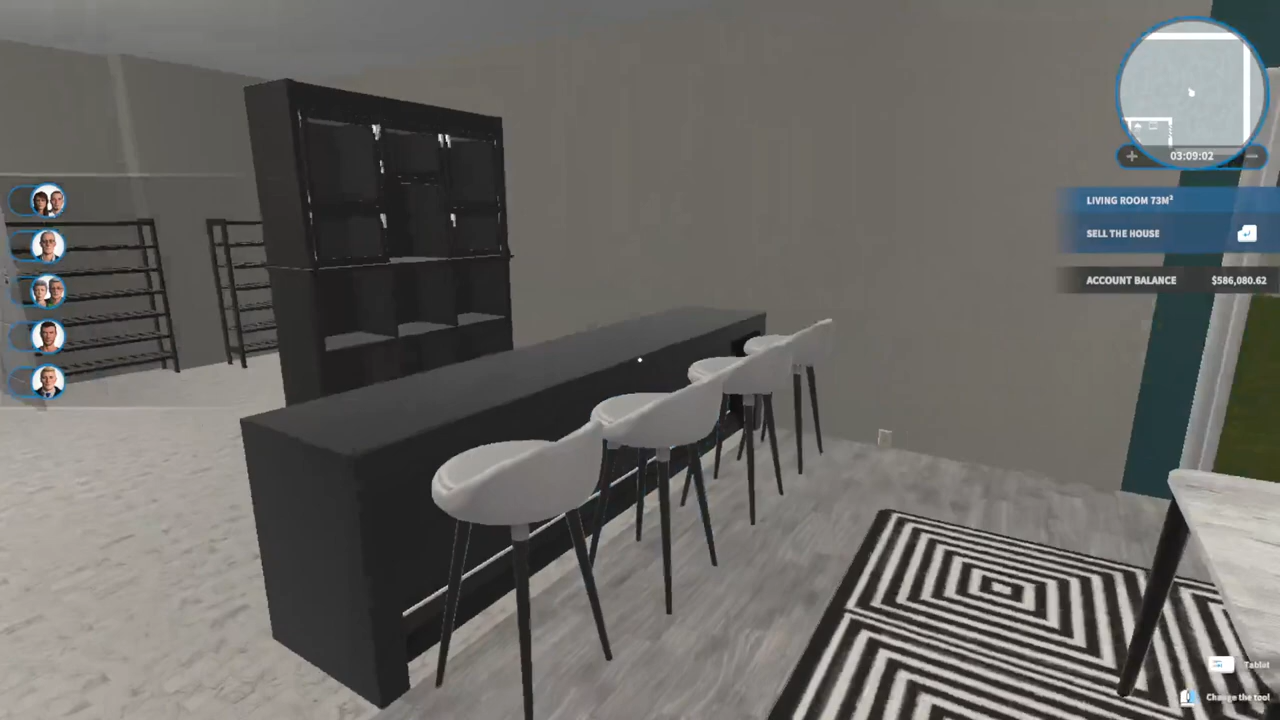 03:09:02
LIVING ROOM 73M²
SELL THE HOUSE
ACCOUNT BALANCE $586,080.62
Tablet
Change the tool